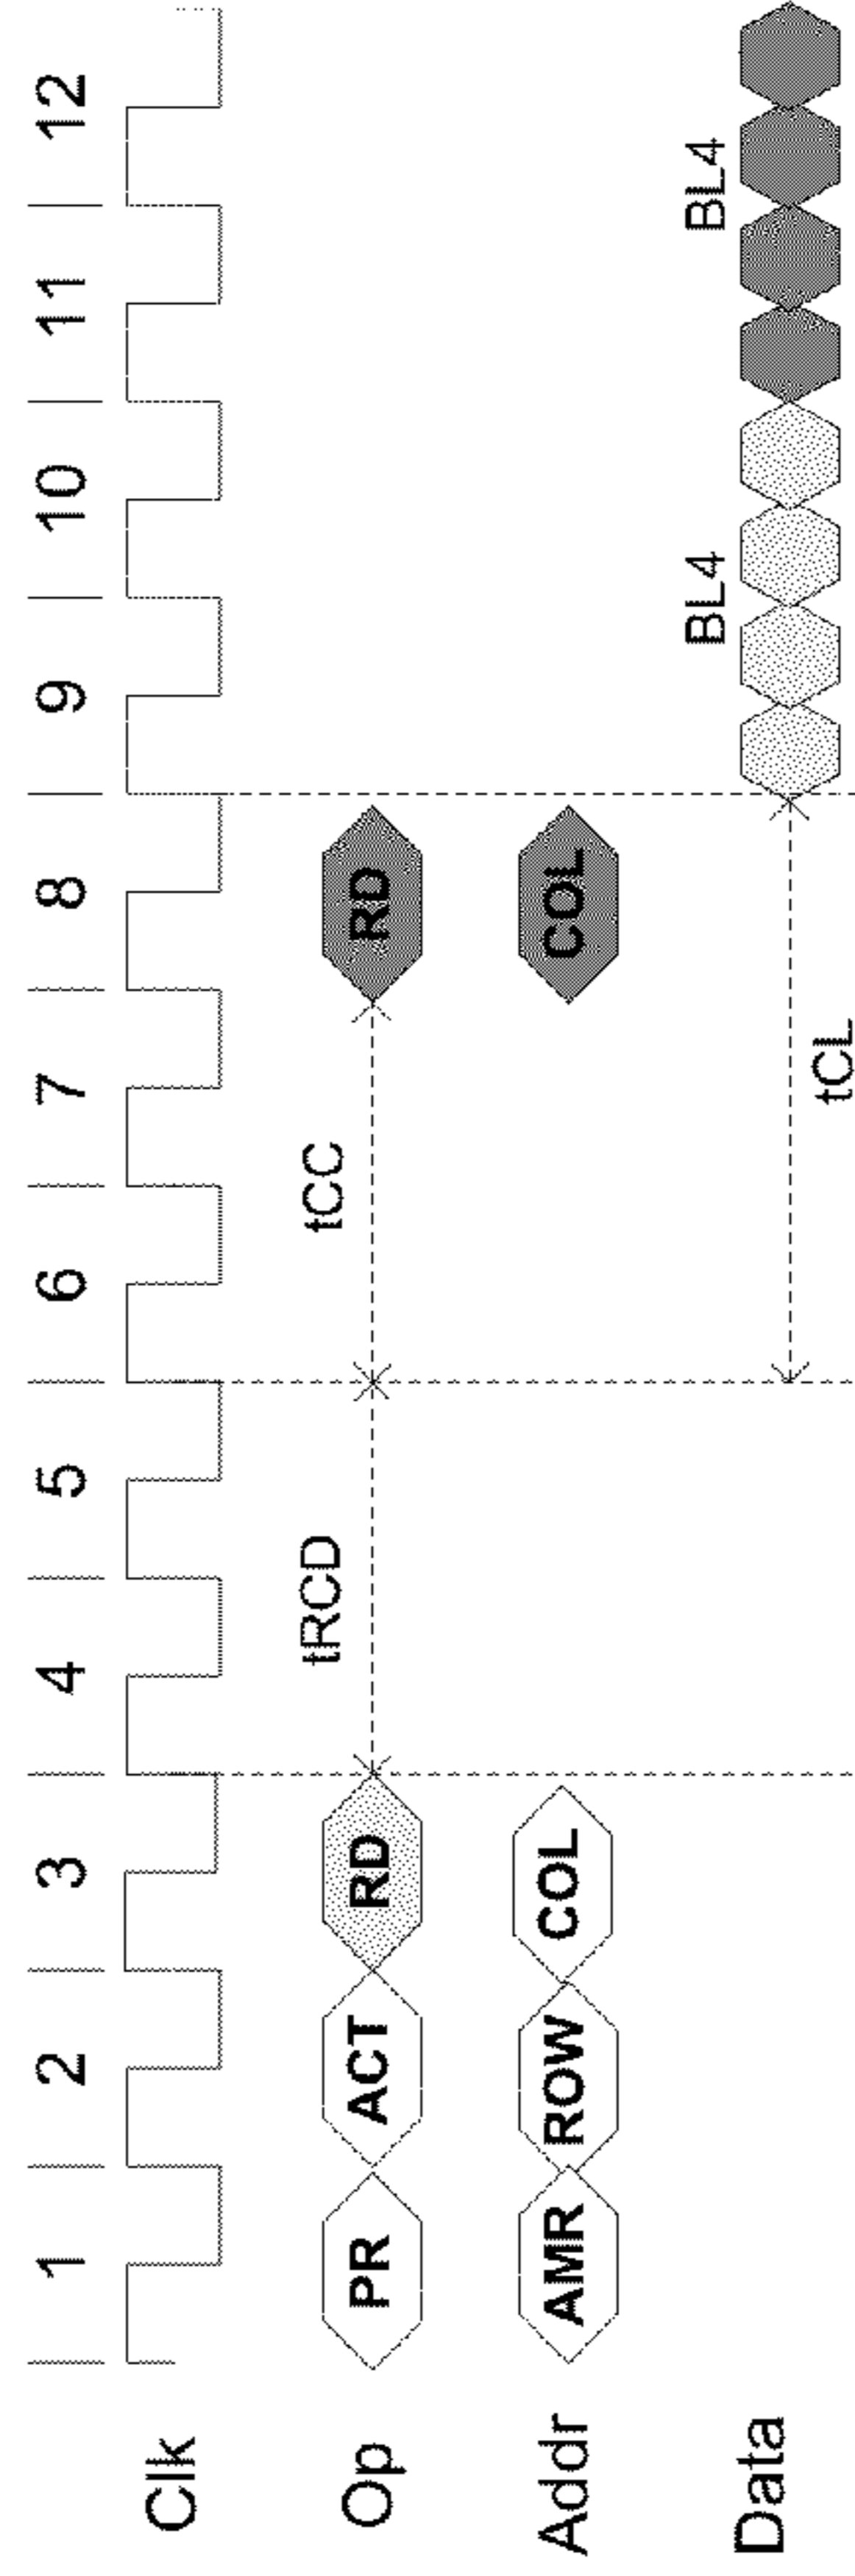 1 2 3 4 5 6 7 8 9 10 11 12
Clk
Op PR ACT RD tRCD tCC RD
Addr AMR ROW COL COL
BL4 BL4
Data
tCL